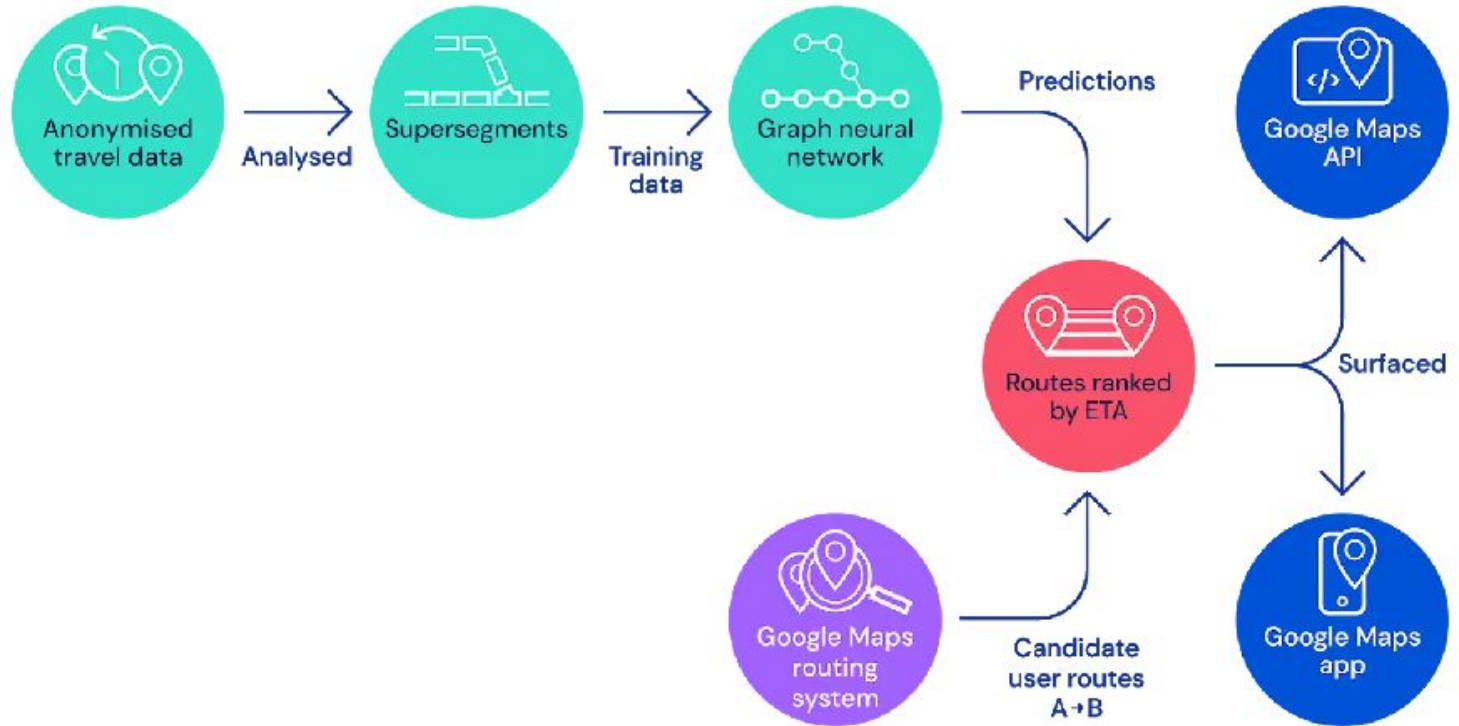 Anonymised
travel data
Analysed
Supersegments
Training
data
Graph neural
network
Predictions
</>
Google Maps
API
Routes ranked
by ETA
Surfaced
Google Maps
routing
system
Candidate
user routes
A→B
Google Maps
app